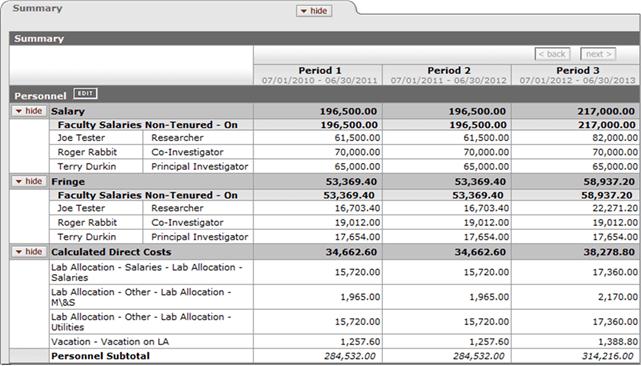 Summary
hide
Summary
< back next >
Period 1 Period 2 Period 3
07/01/2010 - 06/30/2011 07/01/2011 - 06/30/2012 07/01/2012 - 06/30/2013
Personnel EDIT
hide Salary 196,500.00 196,500.00 217,000.00
Faculty Salaries Non-Tenured - On 196,500.00 196,500.00 217,000.00
Joe Tester Researcher 61,500.00 61,500.00 82,000.00
Roger Rabbit Co-Investigator 70,000.00 70,000.00 70,000.00
Terry Durkin Principal Investigator 65,000.00 65,000.00 65,000.00
hide Fringe 53,369.40 53,369.40 58,937.20
Faculty Salaries Non-Tenured - On 53,369.40 53,369.40 58,937.20
Joe Tester Researcher 16,703.40 16,703.40 22,271.20
Roger Rabbit Co-Investigator 19,012.00 19,012.00 19,012.00
Terry Durkin Principal Investigator 17,654.00 17,654.00 17,654.00
hide Calculated Direct Costs 34,662.60 34,662.60 38,278.80
Lab Allocation - Salaries - Lab Allocation -
Salaries 15,720.00 15,720.00 17,360.00
Lab Allocation - Other - Lab Allocation -
M\&S 1,965.00 1,965.00 2,170.00
Lab Allocation - Other - Lab Allocation -
Utilities 15,720.00 15,720.00 17,360.00
Vacation - Vacation on LA 1,257.60 1,257.60 1,388.80
Personnel Subtotal 284,532.00 284,532.00 314,216.00